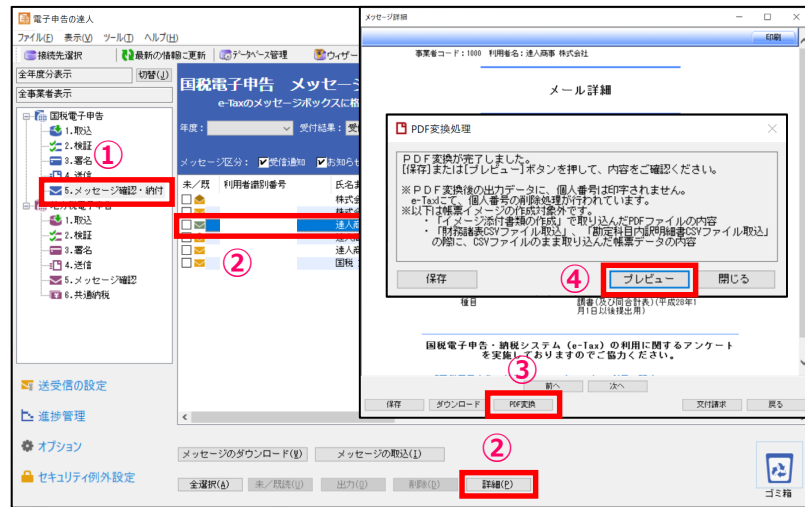 電子申告の達人
ファイル(F) 表示(V) ツール(T) ヘルプ(H)
接続先選択 最新の情報に更新 データベース管理 ウィザー
全年度分表示 切替(J)
全事業者表示
国税電子申告
1.取込
2.検証
3.署名
4.送信
5.メッセージ確認・納付
1.取込
2.検証
3.署名
4.送信
5.メッセージ確認
6.共通納税
①
送受信の設定
進捗管理
オプション
セキュリティ例外設定
国税電子申告 メッセー
e-Taxのメッセージボックスに格
年度: 受付結果:
メッセージ区分: 受信通知 お知らせ
未/既 利用者識別番号 氏名ま
株式会
株式会
達人商
達人商
国税
②
メッセージのダウンロード(W) メッセージの取込(I)
②
全選択(A) 未/既読(U) 出力(O) 削除(D) 詳細(P)
ゴミ箱
メッセージ詳細
印刷
事業者コード:1000 利用者名:達人商事 株式会社
メール詳細
PDF変換処理
PDF変換が完了しました。
[保存]または[プレビュー]ボタンを押して、内容をご確認ください。
※PDF変換後の出力データに、個人番号は印字されません。
e-Taxにて、個人番号の削除処理が行われています。
※以下は帳票イメージの作成対象外です。
・「イメージ添付書類の作成」で取り込んだPDFファイルの内容
・「財務諸表CSVファイル取込」、「勘定科目内訳明細書CSVファイル取込」
の際に、CSVファイルのまま取り込んだ帳票データの内容
④
保存 プレビュー 閉じる
種目 調書(及び同合計表)(平成28年1
月1日以後提出用)
国税電子申告・納税システム(e-Tax)の利用に関するアンケート
を実施しておりますのでご協力ください。
③
前へ 次へ
保存 ダウンロード PDF変換 交付請求 戻る